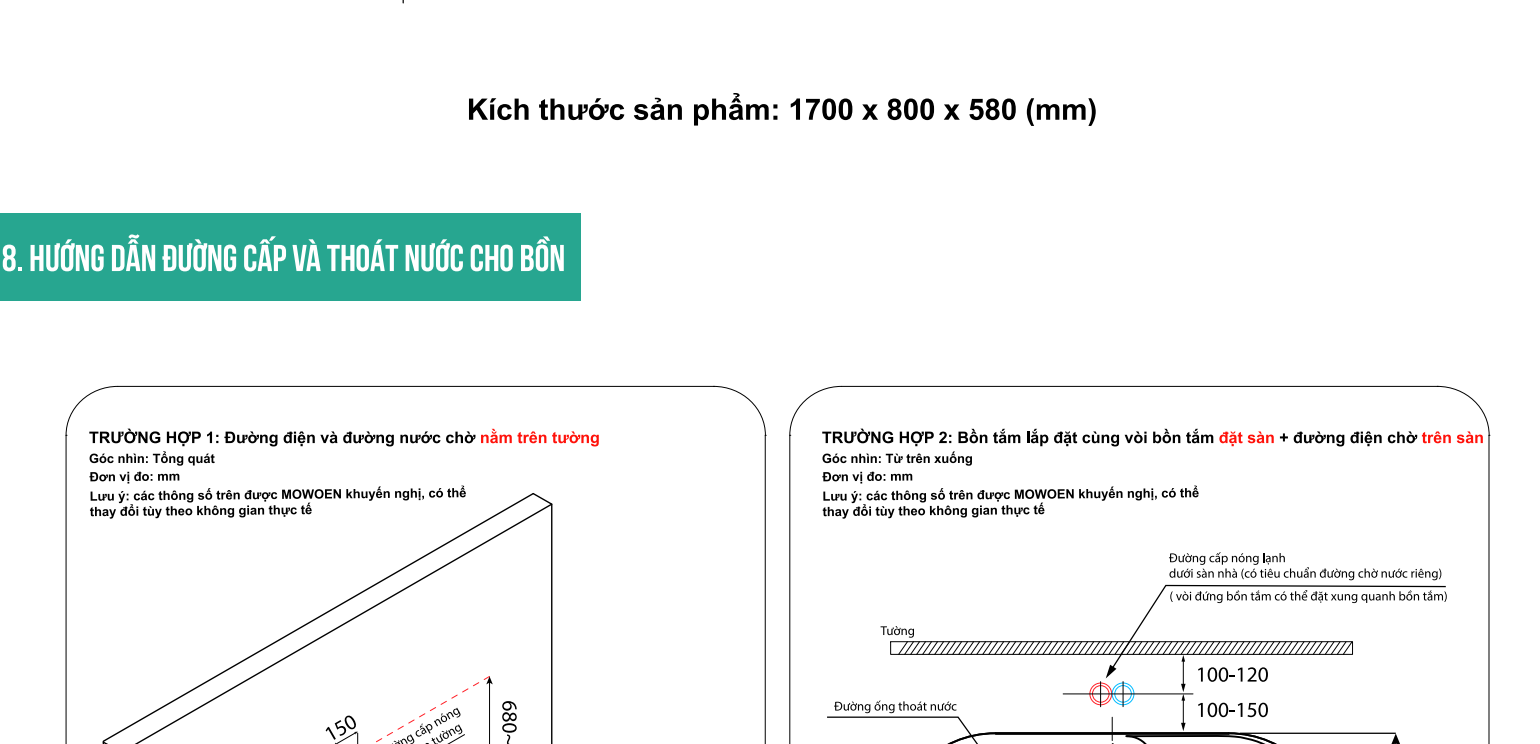 Kích thước sản phẩm: 1700 x 800 x 580 (mm)
8. HƯỚNG DẪN ĐƯỜNG CẤP VÀ THOÁT NƯỚC CHO BỒN
TRƯỜNG HỢP 1: Đường điện và đường nước chờ nằm trên tường
Góc nhìn: Tổng quát
Đơn vị đo: mm
Lưu ý: các thông số trên được MOWOEN khuyến nghị, có thể
thay đổi tùy theo không gian thực tế
150
cấp nóng
tường
680~
TRƯỜNG HỢP 2: Bồn tắm lắp đặt cùng vòi bồn tắm đặt sàn + đường điện chờ trên sàn
Góc nhìn: Từ trên xuống
Đơn vị đo: mm
Lưu ý: các thông số trên được MOWOEN khuyến nghị, có thể
thay đổi tùy theo không gian thực tế
Đường cấp nóng lạnh
dưới sàn nhà (có tiêu chuẩn đường chờ nước riêng)
( vòi đứng bồn tắm có thể đặt xung quanh bồn tắm)
Tường
100-120
Đường ống thoát nước
100-150